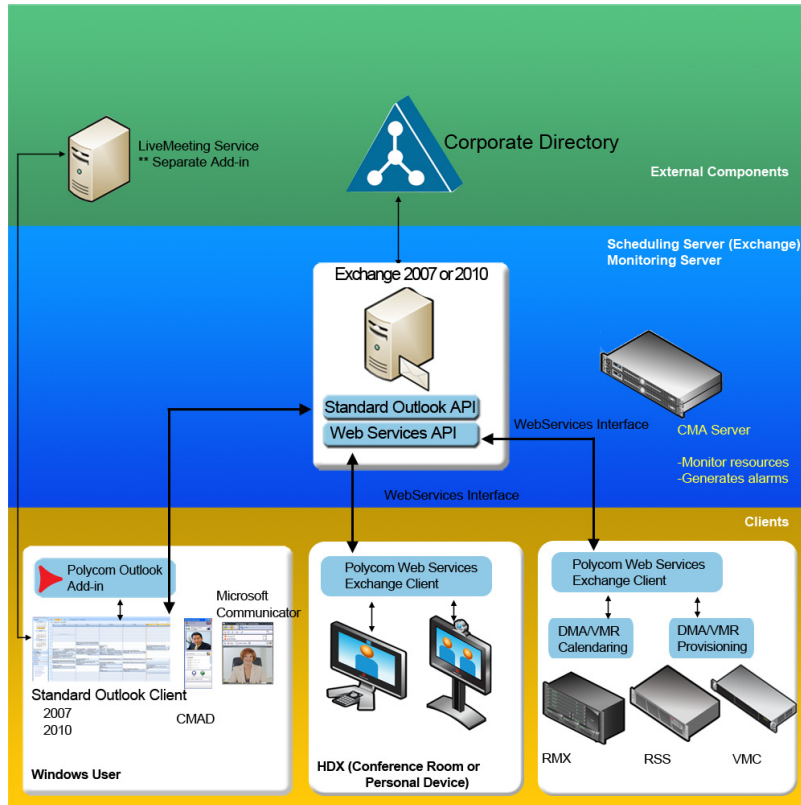 LiveMeeting Service
** Separate Add-in
Corporate Directory
External Components
Scheduling Server (Exchange)
Monitoring Server
Exchange 2007 or 2010
Standard Outlook API
Web Services API
WebServices Interface
CMA Server
-Monitor resources
-Generates alarms
WebServices Interface
Clients
Polycom Outlook
Add-in
Microsoft
Communicator
Standard Outlook Client
2007
2010
CMAD
Windows User
Polycom Web Services
Exchange Client
HDX (Conference Room or
Personal Device)
Polycom Web Services
Exchange Client
DMA/VMR
Calendaring
DMA/VMR
Provisioning
RMX
RSS
VMC